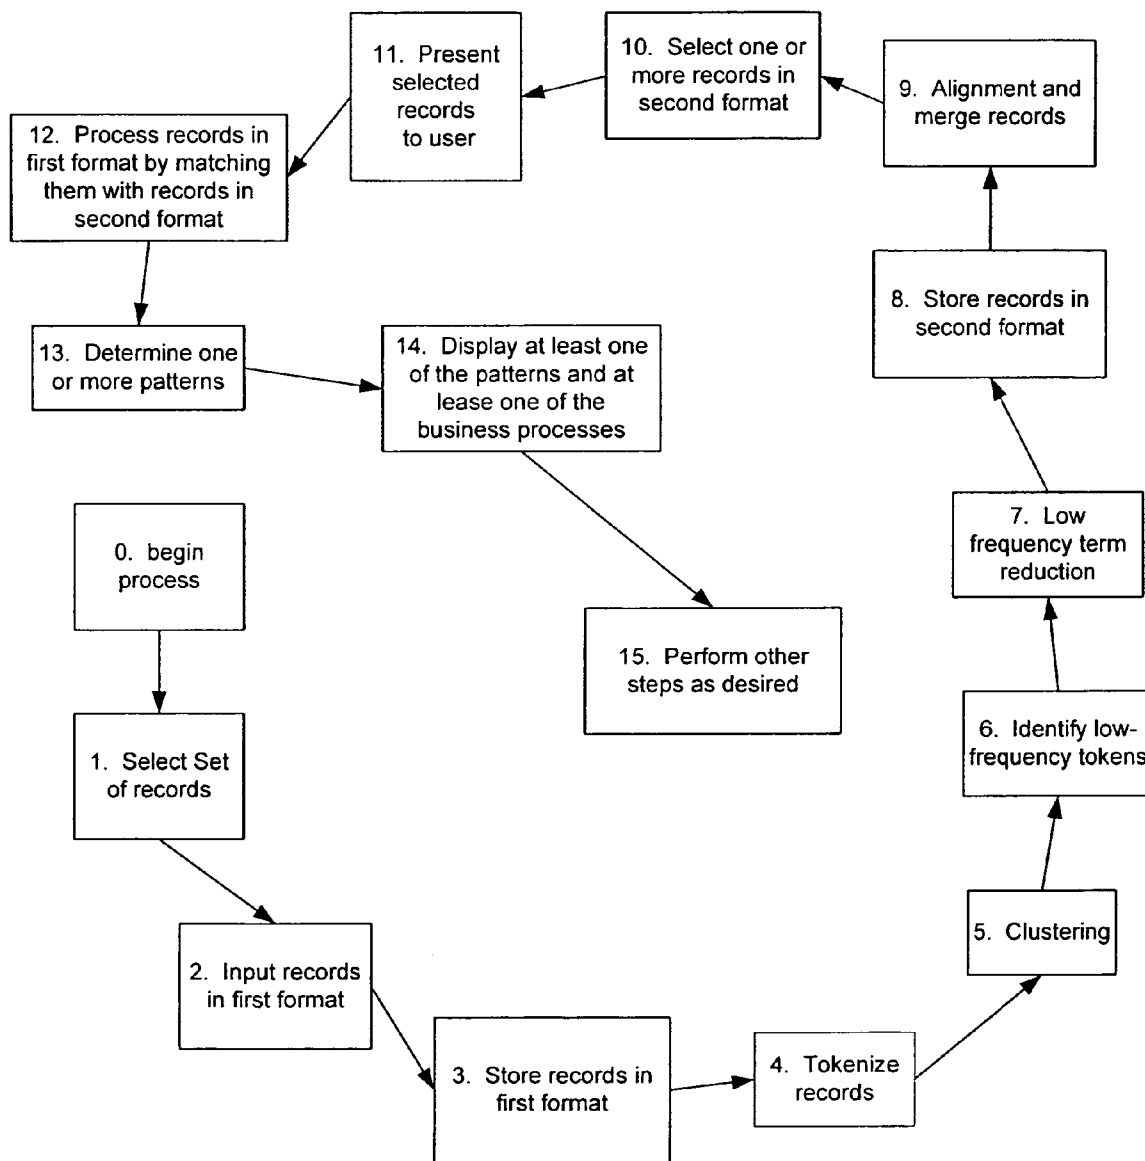 11. Present
selected
records
to user
10. Select one or
more records in
second format
9. Alignment and
merge records
12. Process records in
first format by matching
them with records in
second format
8. Store records in
second format
13. Determine one
or more patterns
14. Display at least one
of the patterns and at
lease one of the
business processes
0. begin
process
7. Low
frequency term
reduction
15. Perform other
steps as desired
6. Identify low-
frequency tokens
1. Select Set
of records
5. Clustering
2. Input records
in first format
3. Store records in
first format
4. Tokenize
records